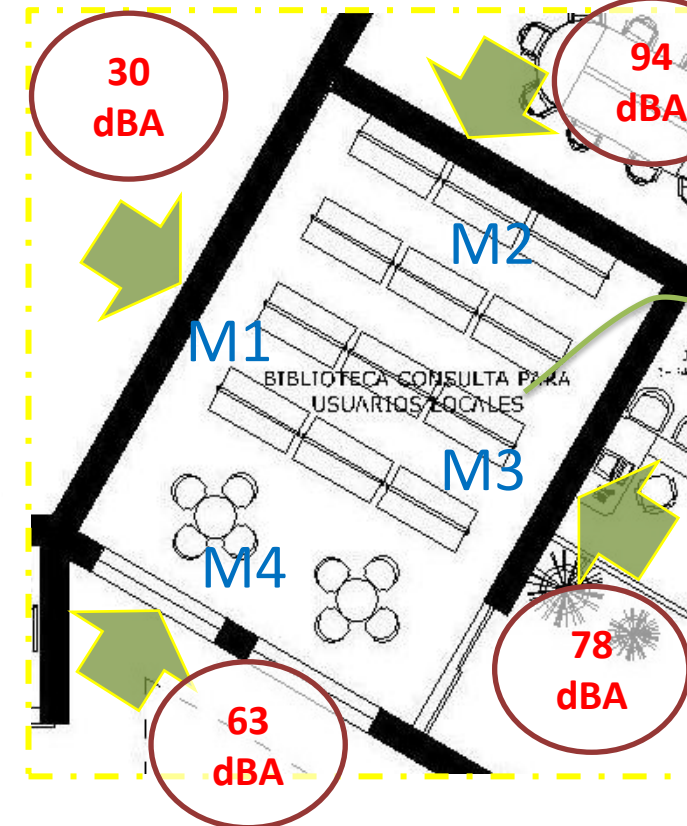 30
dBA
94
dBA
M2
M1
BIBLIOTECA CONSULTA PARA
USUARIOS LOCALES
M3
M4
78
dBA
63
dBA